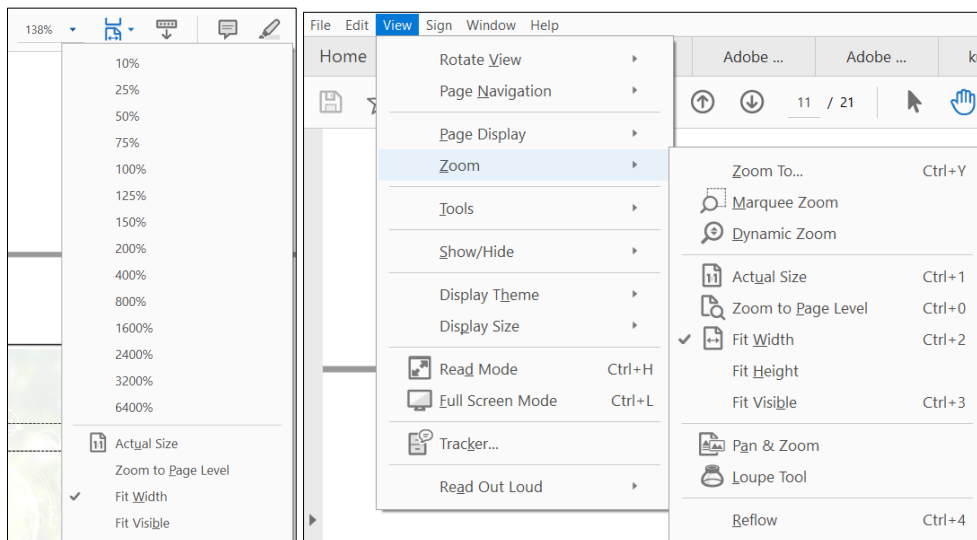 138%
10%
25%
50%
75%
100%
125%
150%
200%
400%
800%
1600%
2400%
3200%
6400%
Actual Size
Zoom to Page Level
Fit Width
Fit Visible
File Edit View Sign Window Help
Home Adobe ... Adobe ...
11 / 21
Rotate View
Page Navigation
Page Display
Zoom
Tools
Show/Hide
Display Theme
Display Size
Read Mode Ctrl+H
Full Screen Mode Ctrl+L
Tracker...
Read Out Loud
Zoom To... Ctrl+Y
Marquee Zoom
Dynamic Zoom
Actual Size Ctrl+1
Zoom to Page Level Ctrl+0
Fit Width Ctrl+2
Fit Height
Fit Visible Ctrl+3
Pan & Zoom
Loupe Tool
Reflow Ctrl+4